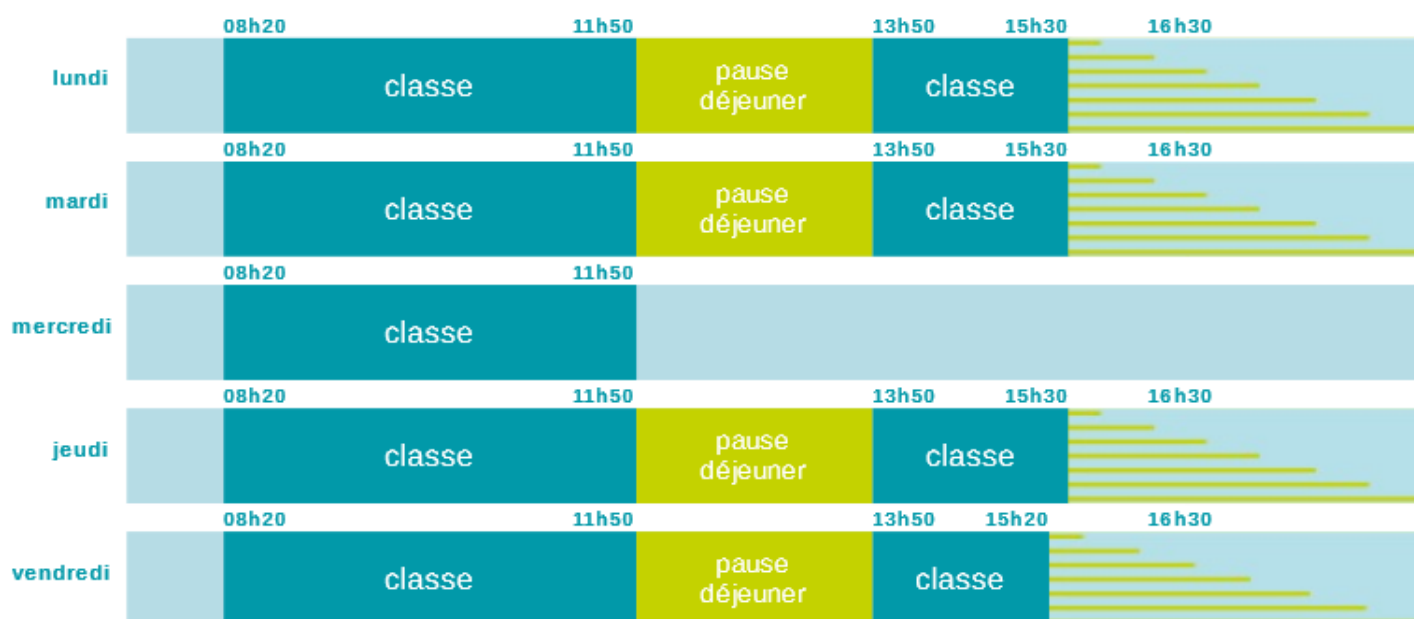 08h20 11h50 13h50 15h30 16h30
lundi classe pause déjeuner classe
08h20 11h50 13h50 15h30 16h30
mardi classe pause déjeuner classe
08h20 11h50
mercredi classe
08h20 11h50 13h50 15h30 16h30
jeudi classe pause déjeuner classe
08h20 11h50 13h50 15h20 16h30
vendredi classe pause déjeuner classe